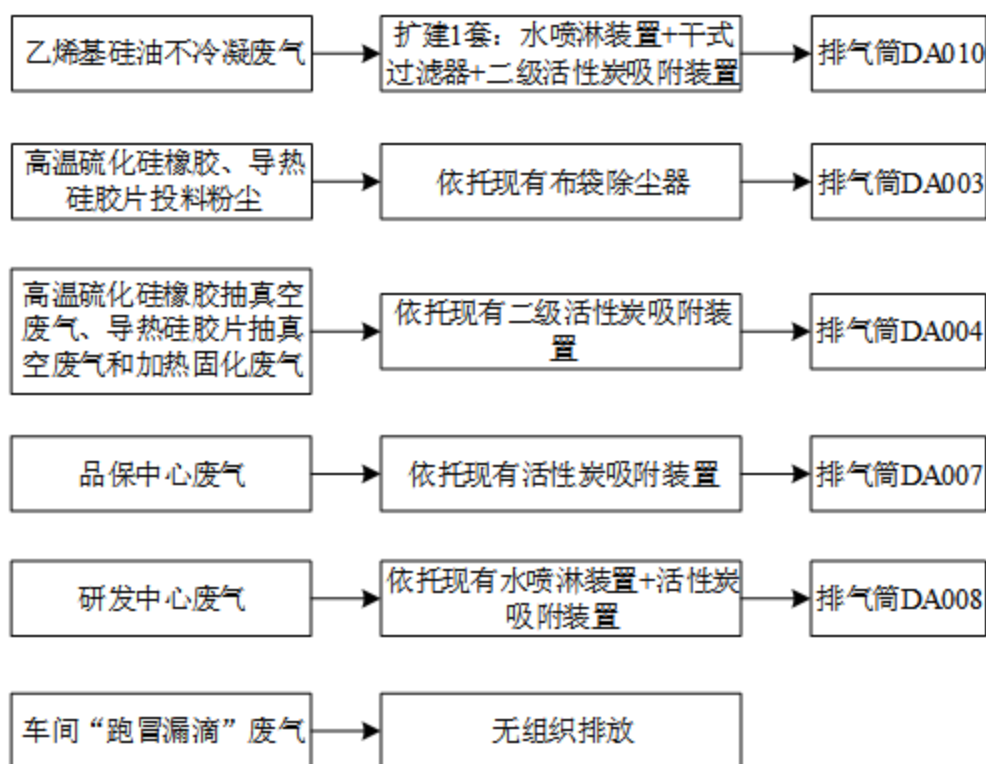 乙烯基硅油不冷凝废气
扩建1套：水喷淋装置+干式
过滤器+二级活性炭吸附装置
排气筒DA010
高温硫化硅橡胶、导热
硅胶片投料粉尘
依托现有布袋除尘器
排气筒DA003
高温硫化硅橡胶抽真空
废气、导热硅胶片抽真
空废气和加热固化废气
依托现有二级活性炭吸附装
置
排气筒DA004
品保中心废气
依托现有活性炭吸附装置
排气筒DA007
研发中心废气
依托现有水喷淋装置+活性炭
吸附装置
排气筒DA008
车间“跑冒漏滴”废气
无组织排放